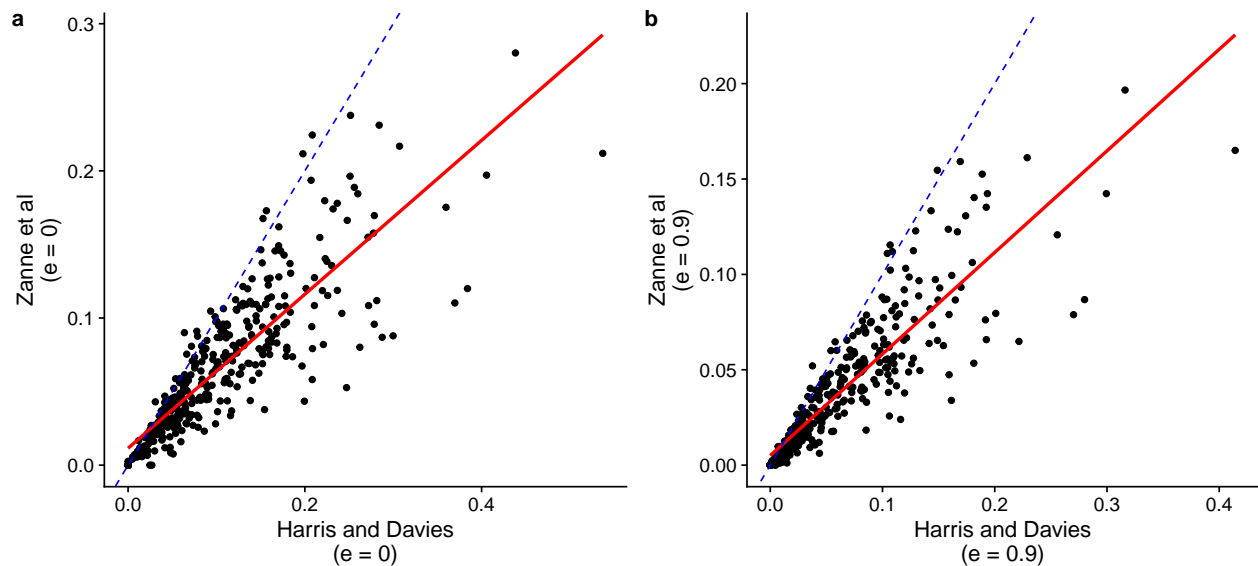 a
0.3
0.2
0.1
0.0
Zanne et al
(e = 0)
0.0
0.2
0.4
Harris and Davies
(e = 0)
b
0.20
0.15
0.10
0.05
0.00
Zanne et al
(e = 0.9)
0.0
0.1
0.2
0.3
0.4
Harris and Davies
(e = 0.9)